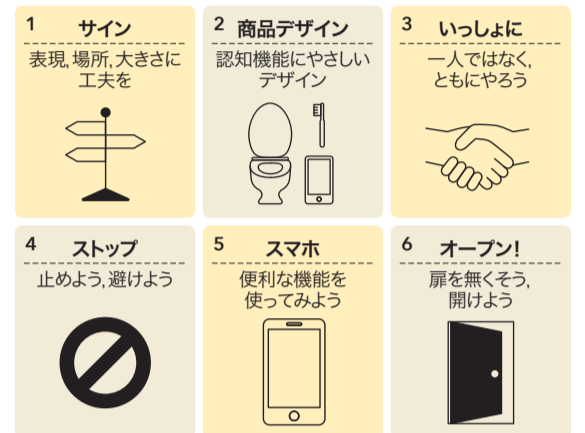 1 サイン
表現,場所,大きさに
工夫を
2 商品デザイン
認知機能にやさしい
デザイン
3 いっしょに
一人ではなく,
ともにやろう
4 ストップ
止めよう,避けよう
5 スマホ
便利な機能を
使ってみよう
6 オープン!
扉を無くそう,
開けよう